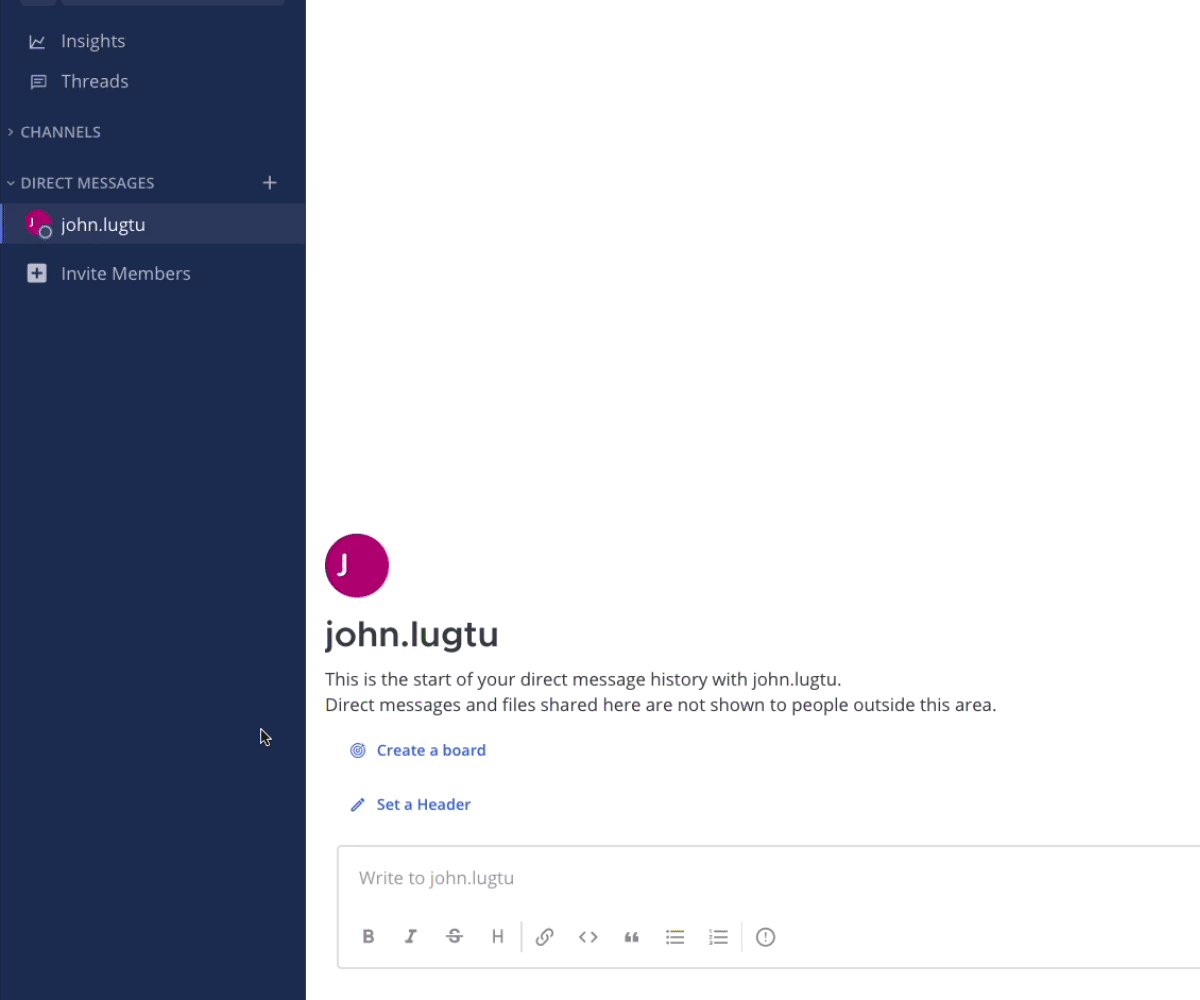 Insights
Threads
CHANNELS
DIRECT MESSAGES
J john.lugtu
Invite Members
J
john.lugtu
This is the start of your direct message history with john.lugtu.
Direct messages and files shared here are not shown to people outside this area.
Create a board
Set a Header
Write to john.lugtu
B I S H